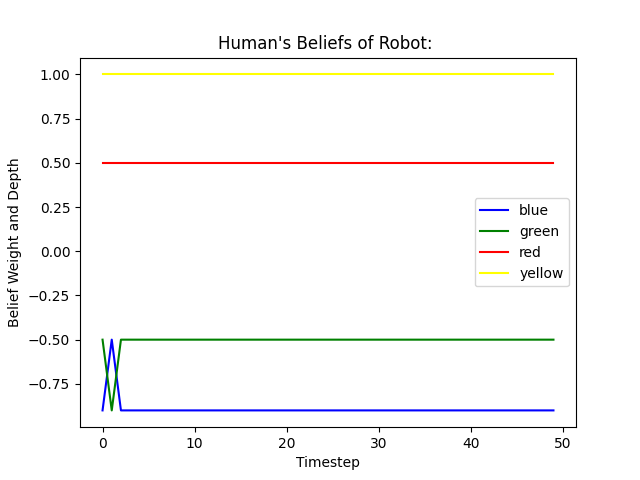 Human's Beliefs of Robot:
1.00
0.75
0.50
0.25
0.00
−0.25
−0.50
−0.75
Belief Weight and Depth
blue
green
red
yellow
0 10 20 30 40 50
Timestep